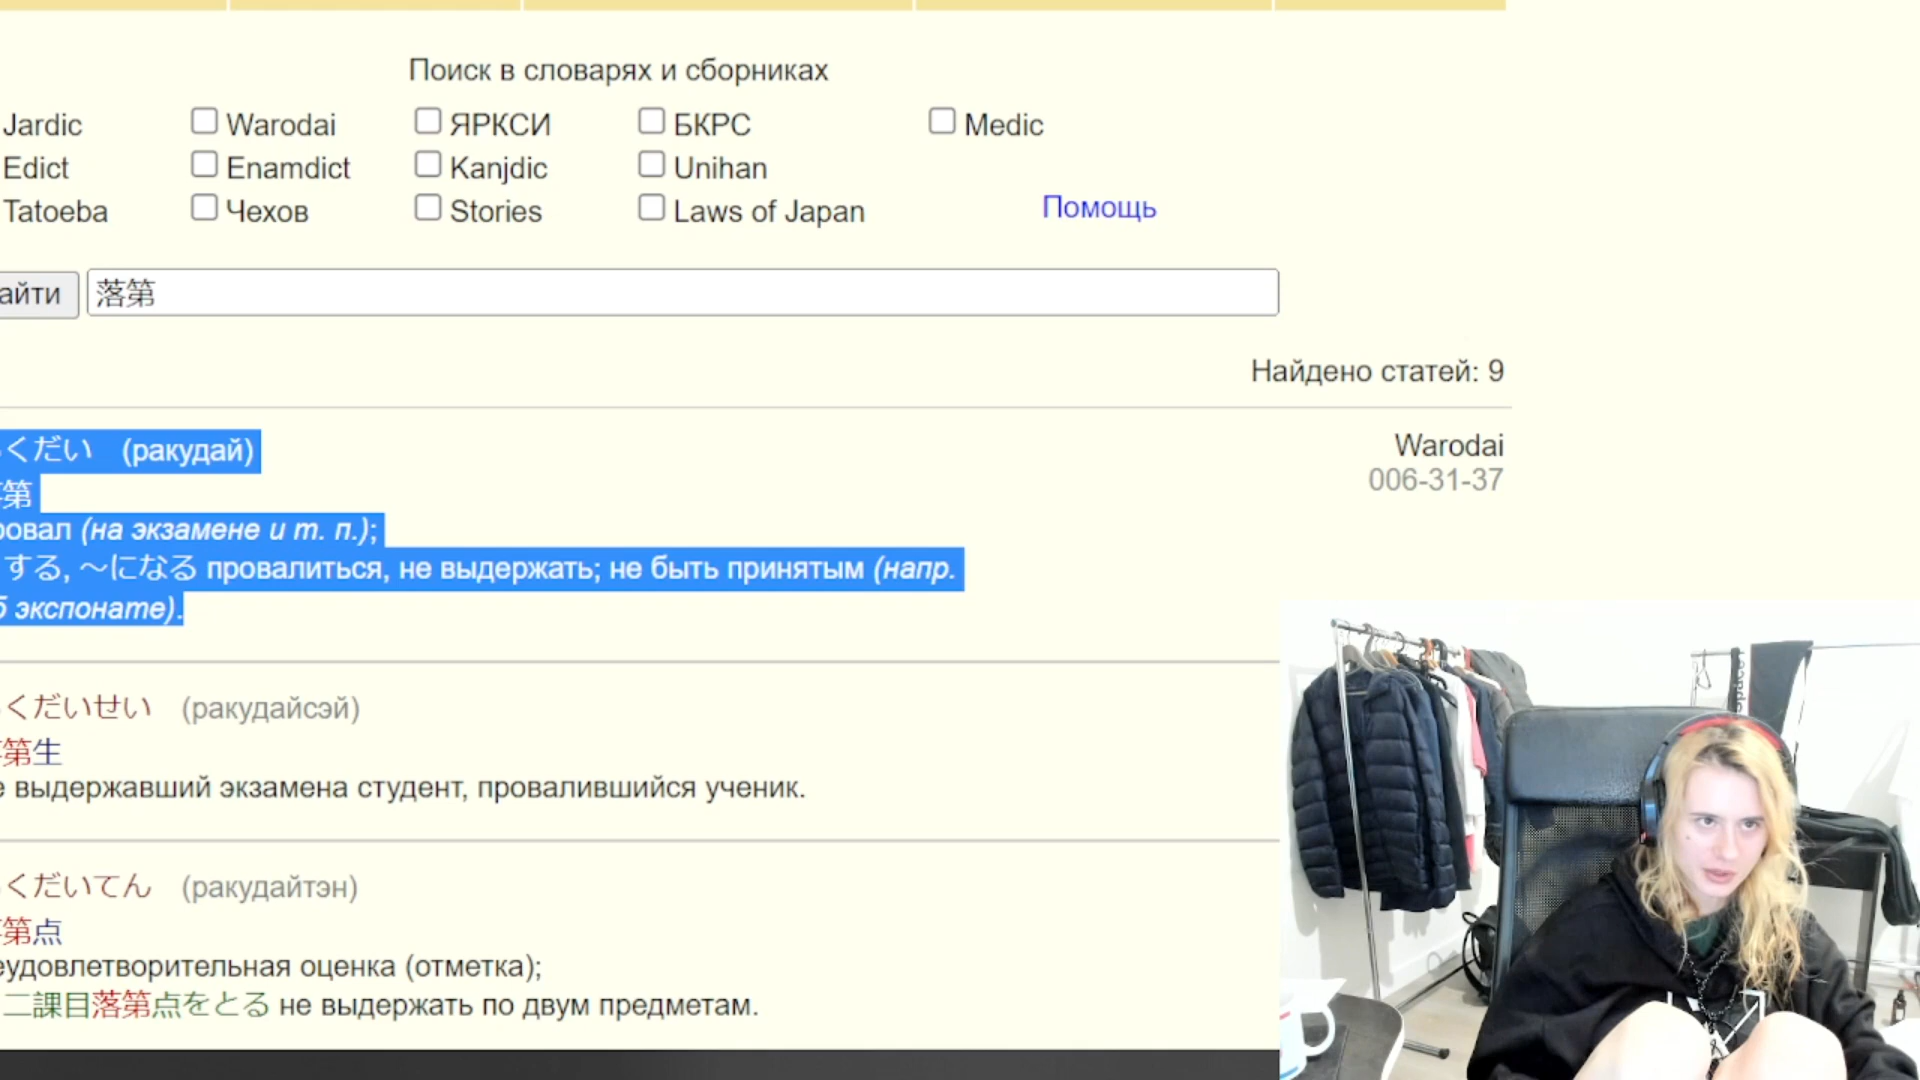 Поиск в словарях и сборниках
Jardic Warodai ЯРКСИ БКРС Medic
Edict Enamdict Kanjdic Unihan
Tatoeba Чехов Stories Laws of Japan Помощь
айти 落第
Найдено статей: 9
くだい (ракудай) Warodai
第 006-31-37
ровал (на экзамене и т. п.);
する, ～になる провалиться, не выдержать; не быть принятым (напр.
б экспонате).
くだいせい (ракудайсэй)
第生
е выдержавший экзамена студент, провалившийся ученик.
くだいてん (ракудайтэн)
第点
еудовлетворительная оценка (отметка);
二課目落第点をとる не выдержать по двум предметам.